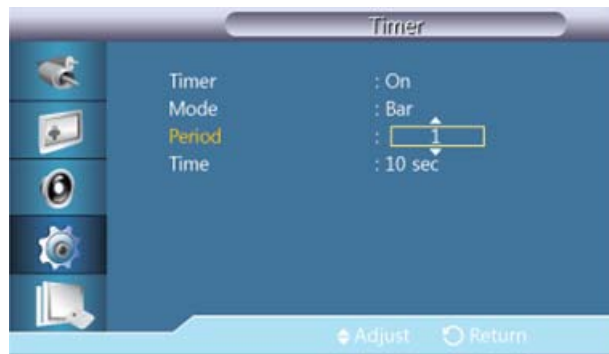 Timer
Timer : On
Mode : Bar
Period : 1
Time : 10 sec
Adjust Return